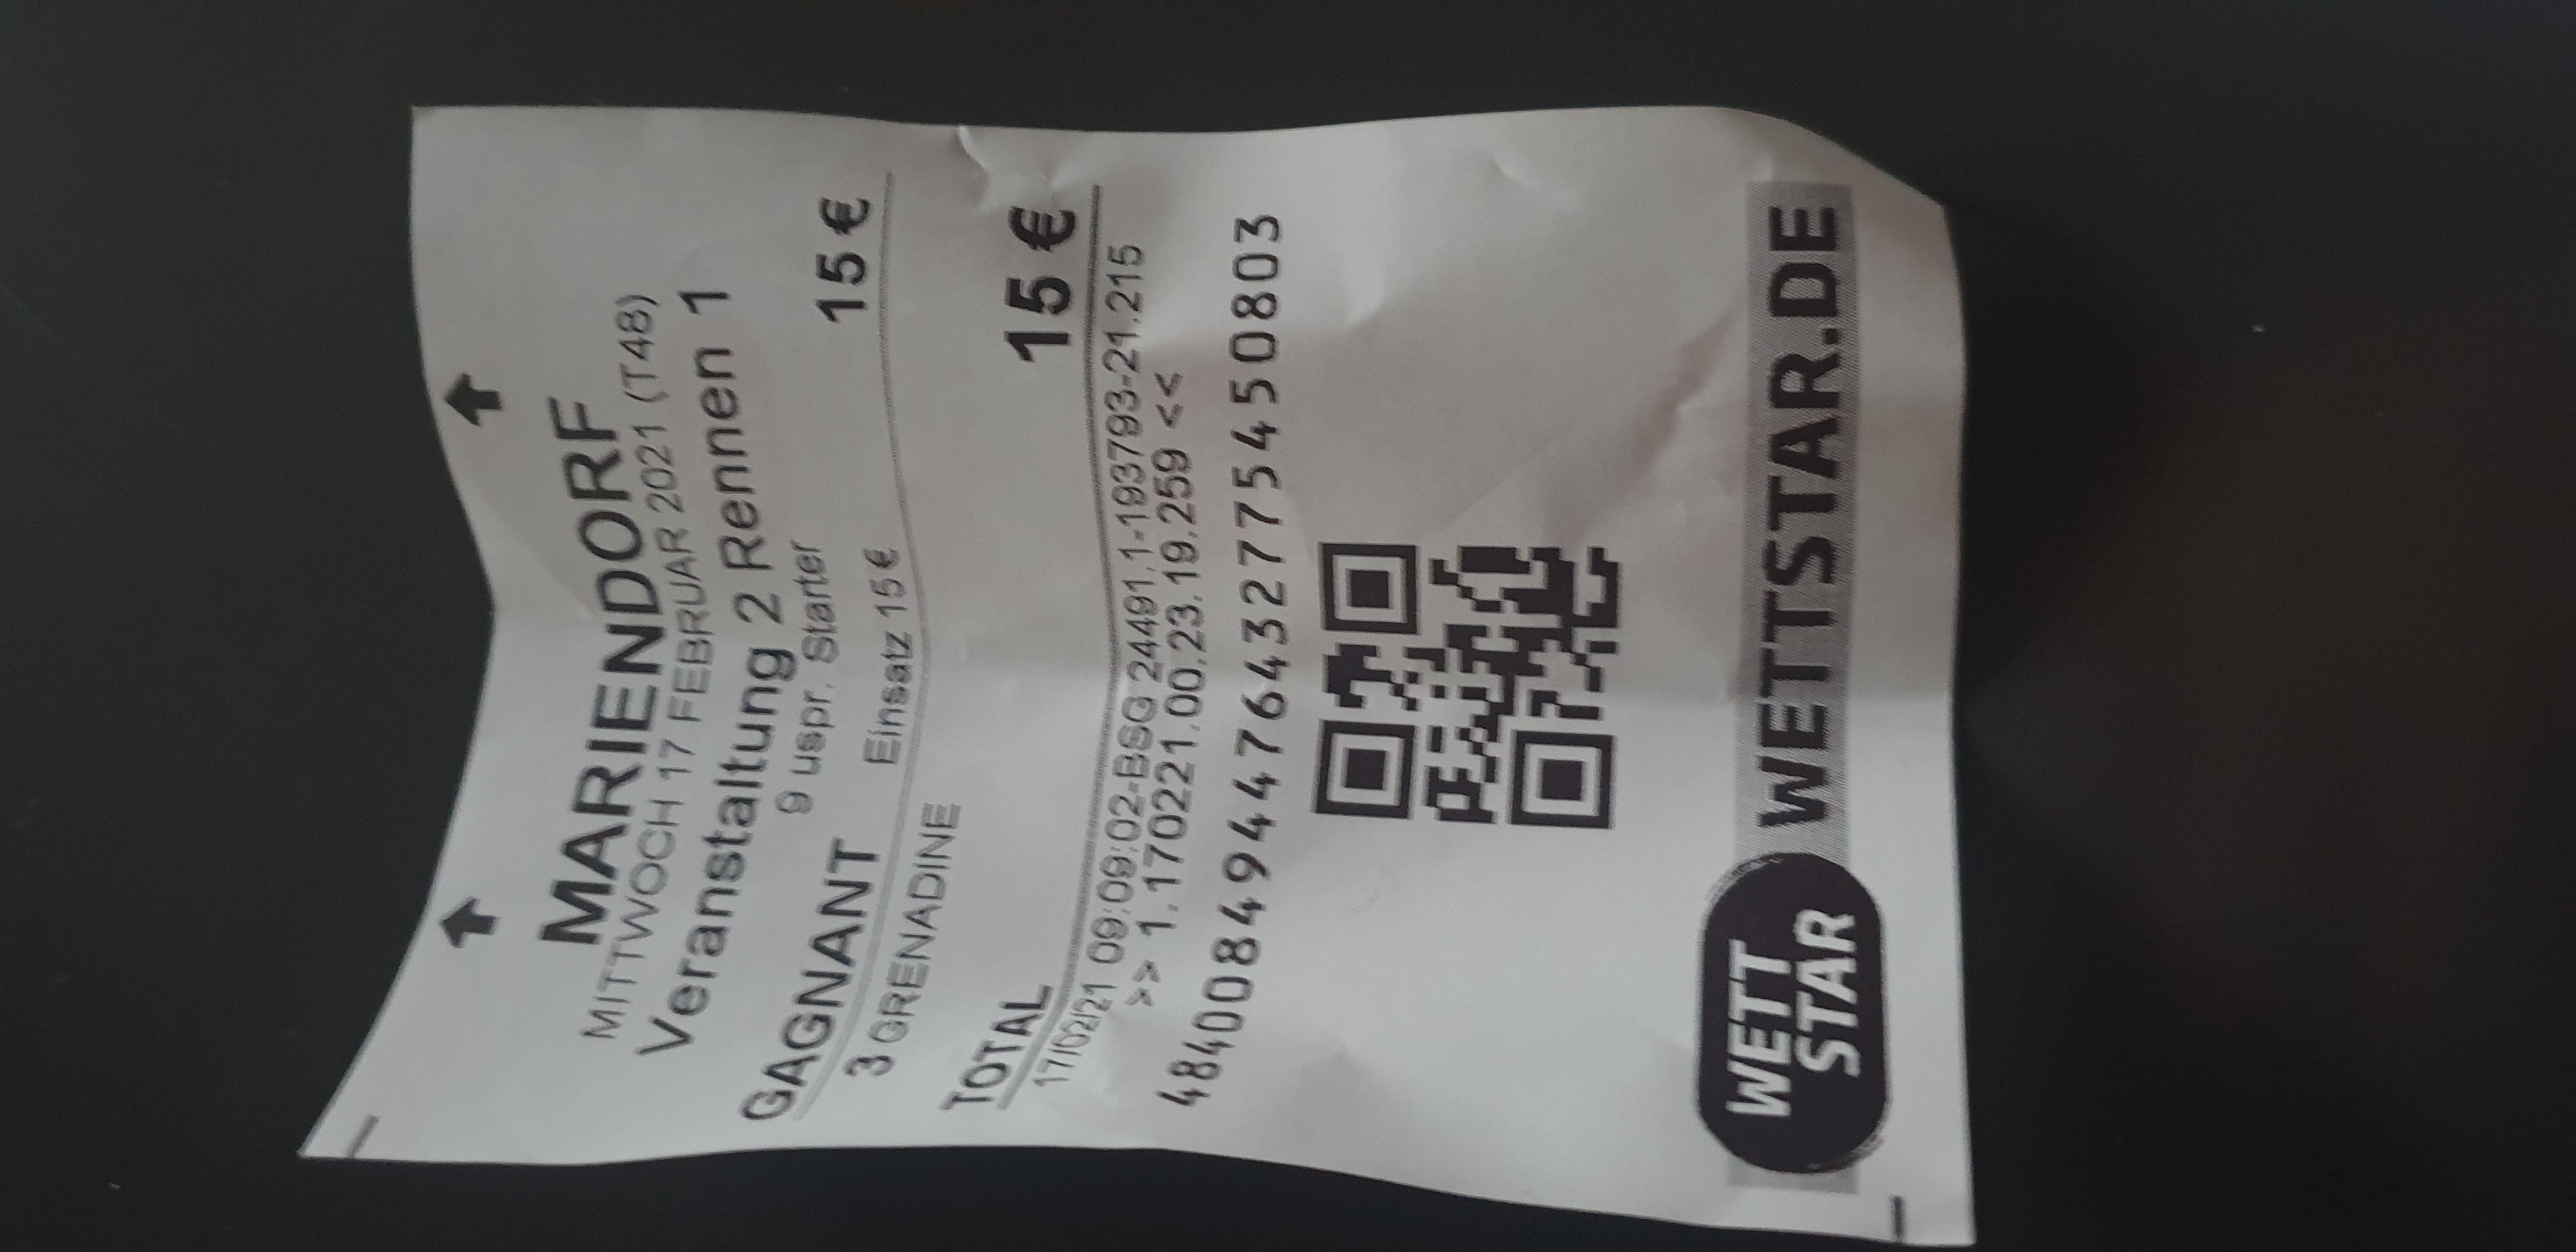 MARIENDORF
MITTWOCH 17 FEBRUAR 2021 (T48)
Veranstaltung 2 Rennen 1
9 uspr. Starter
GAGNANT Einsatz 15€ 15€
3 GRENADINE
TOTAL 15€
17/02/21 09:09:02-BSG 24491.1-193793-21.215
>> 1.170221.00.23.19.259 <<
4840084944764327754508​03
WETT
STAR
WETTSTAR.DE